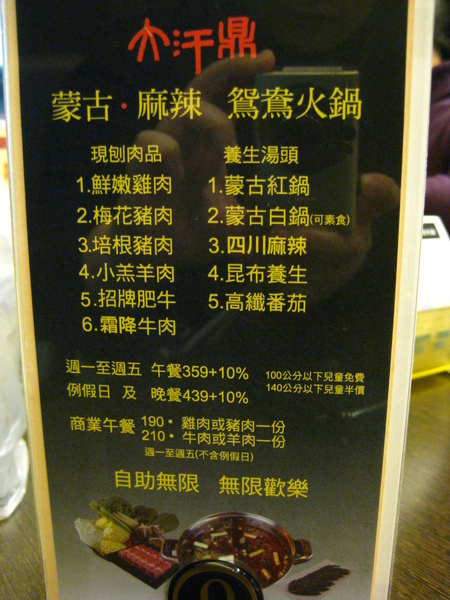 大汗鼎
蒙古・麻辣 鴛鴦火鍋
現刨肉品
1.鮮嫩雞肉
2.梅花豬肉
3.培根豬肉
4.小羔羊肉
5.招牌肥牛
6.霜降牛肉
養生湯頭
1.蒙古紅鍋
2.蒙古白鍋(可素食)
3.四川麻辣
4.昆布養生
5.高纖番茄
週一至週五 午餐359+10%
例假日 及 晚餐439+10%
100公分以下兒童免費
140公分以下兒童半價
商業午餐 190・雞肉或豬肉一份
210・牛肉或羊肉一份
週一至週五(不含例假日)
自助無限 無限歡樂